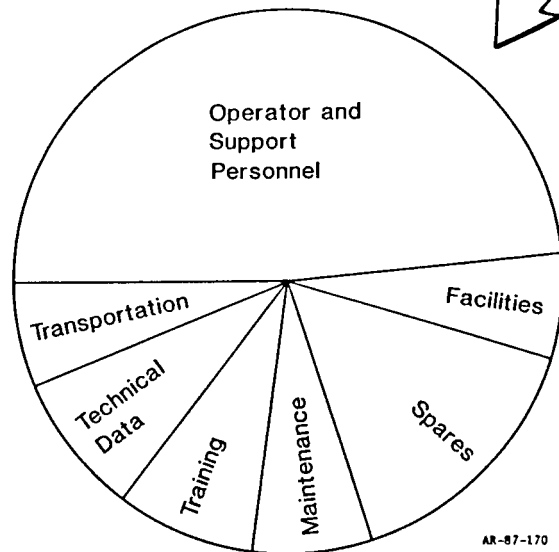 Operator and
Support
Personnel
Facilities
Transportation
Technical
Data
Training
Maintenance
Spares
AR-87-170